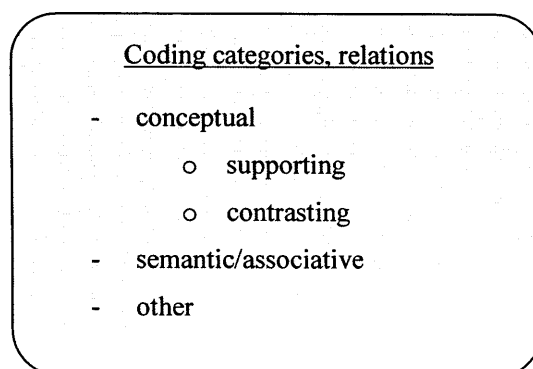 Coding categories, relations
- conceptual
o supporting
o contrasting
- semantic/associative
- other